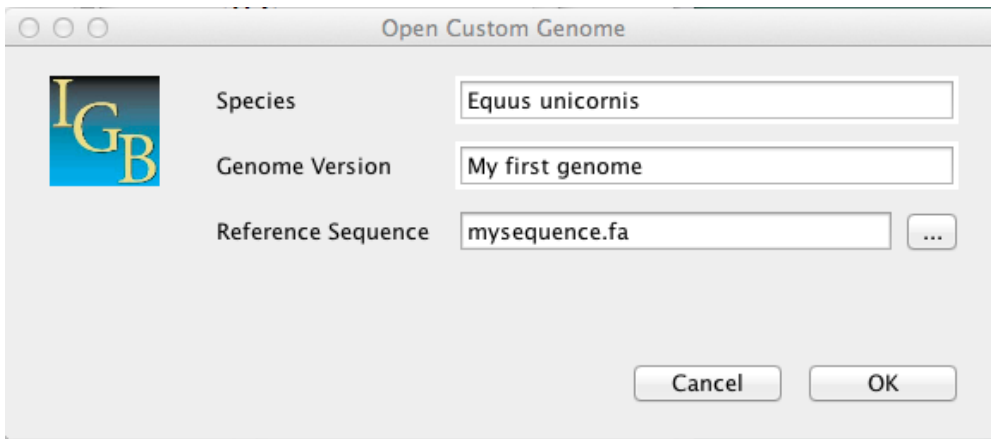 Open Custom Genome
IGB
Species Equus unicornis
Genome Version My first genome
Reference Sequence mysequence.fa ...
Cancel OK